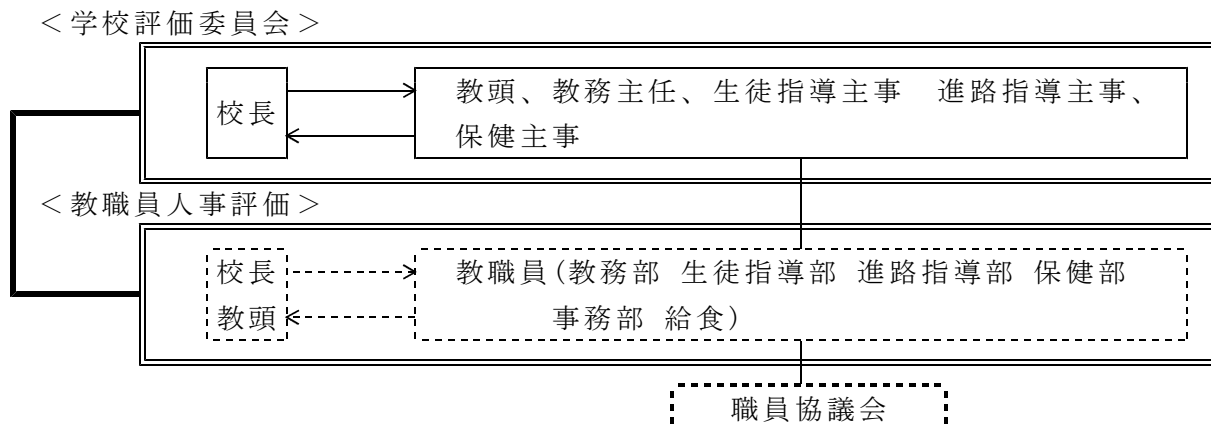 ＜学校評価委員会＞
校長
教頭、教務主任、生徒指導主事　進路指導主事、
保健主事
＜教職員人事評価＞
校長
教頭
教職員(教務部 生徒指導部 進路指導部 保健部
事務部 給食)
職員協議会